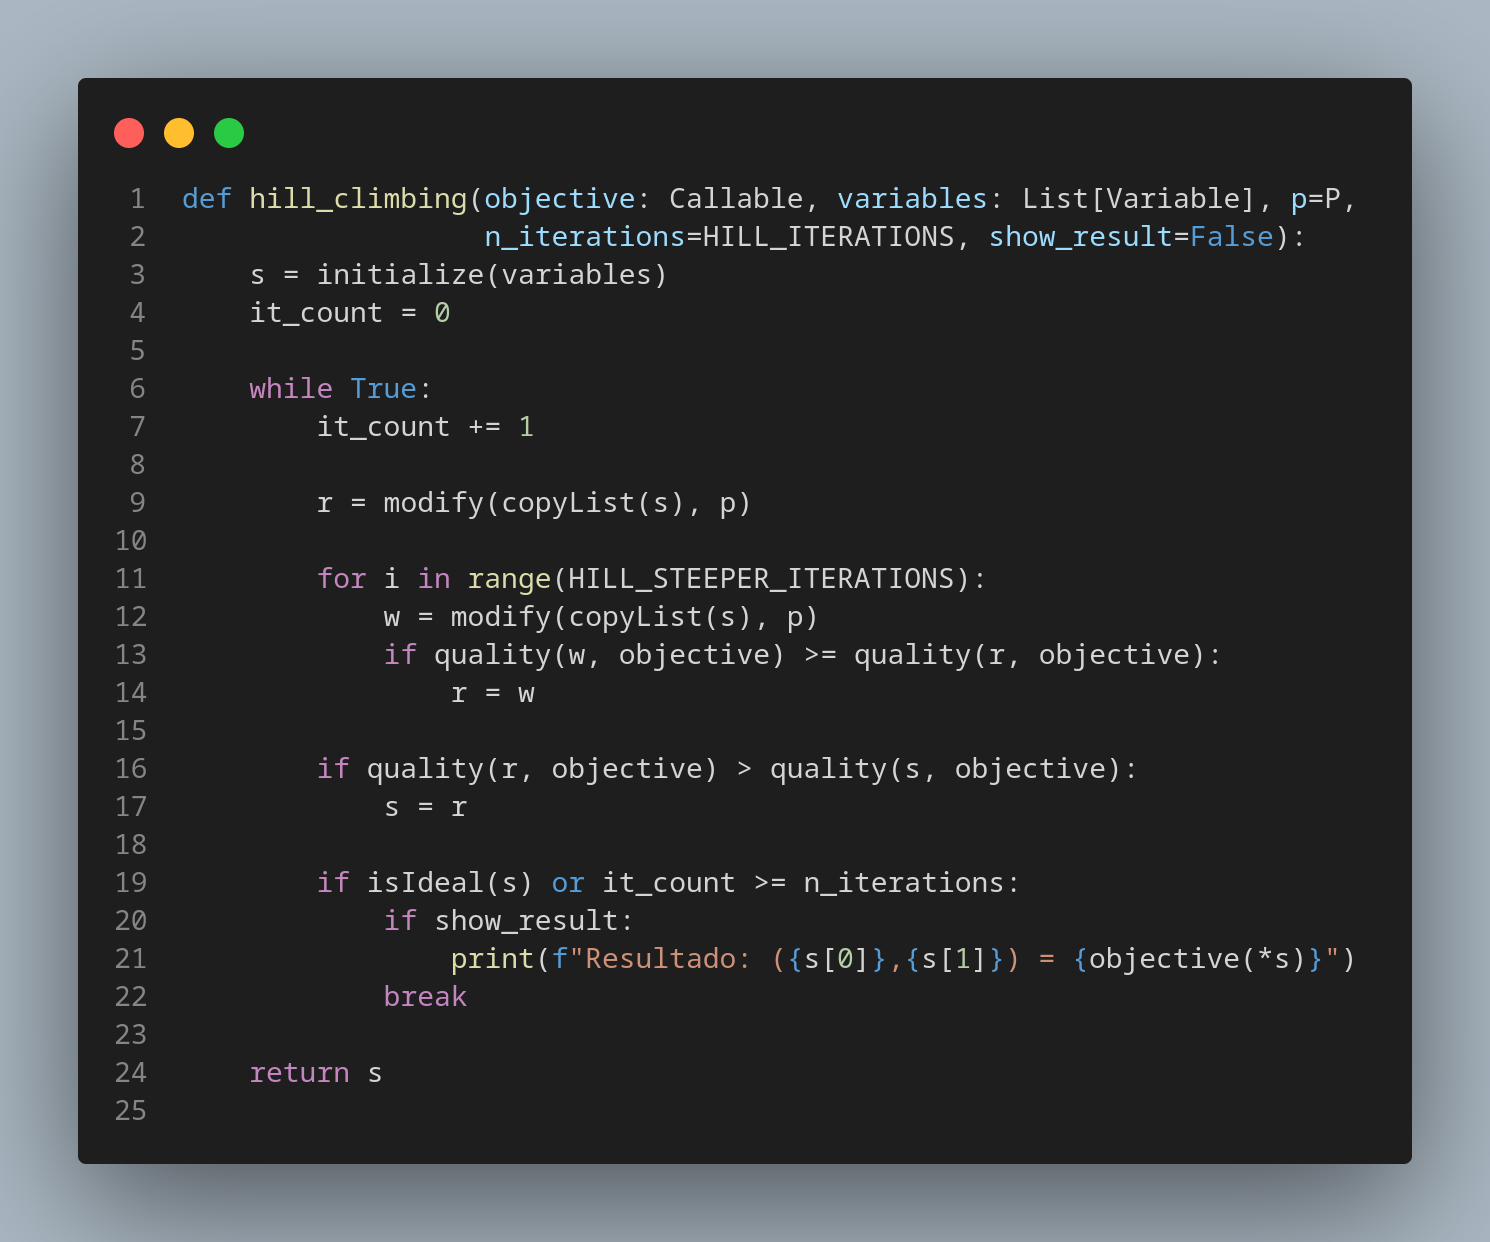 1 def hill_climbing(objective: Callable, variables: List[Variable], p=P,
2                   n_iterations=HILL_ITERATIONS, show_result=False):
3     s = initialize(variables)
4     it_count = 0
5
6     while True:
7         it_count += 1
8
9         r = modify(copyList(s), p)
10
11         for i in range(HILL_STEEPER_ITERATIONS):
12             w = modify(copyList(s), p)
13             if quality(w, objective) >= quality(r, objective):
14                 r = w
15
16         if quality(r, objective) > quality(s, objective):
17             s = r
18
19         if isIdeal(s) or it_count >= n_iterations:
20             if show_result:
21                 print(f"Resultado: ({s[0]},{s[1]}) = {objective(*s)}")
22             break
23
24     return s
25